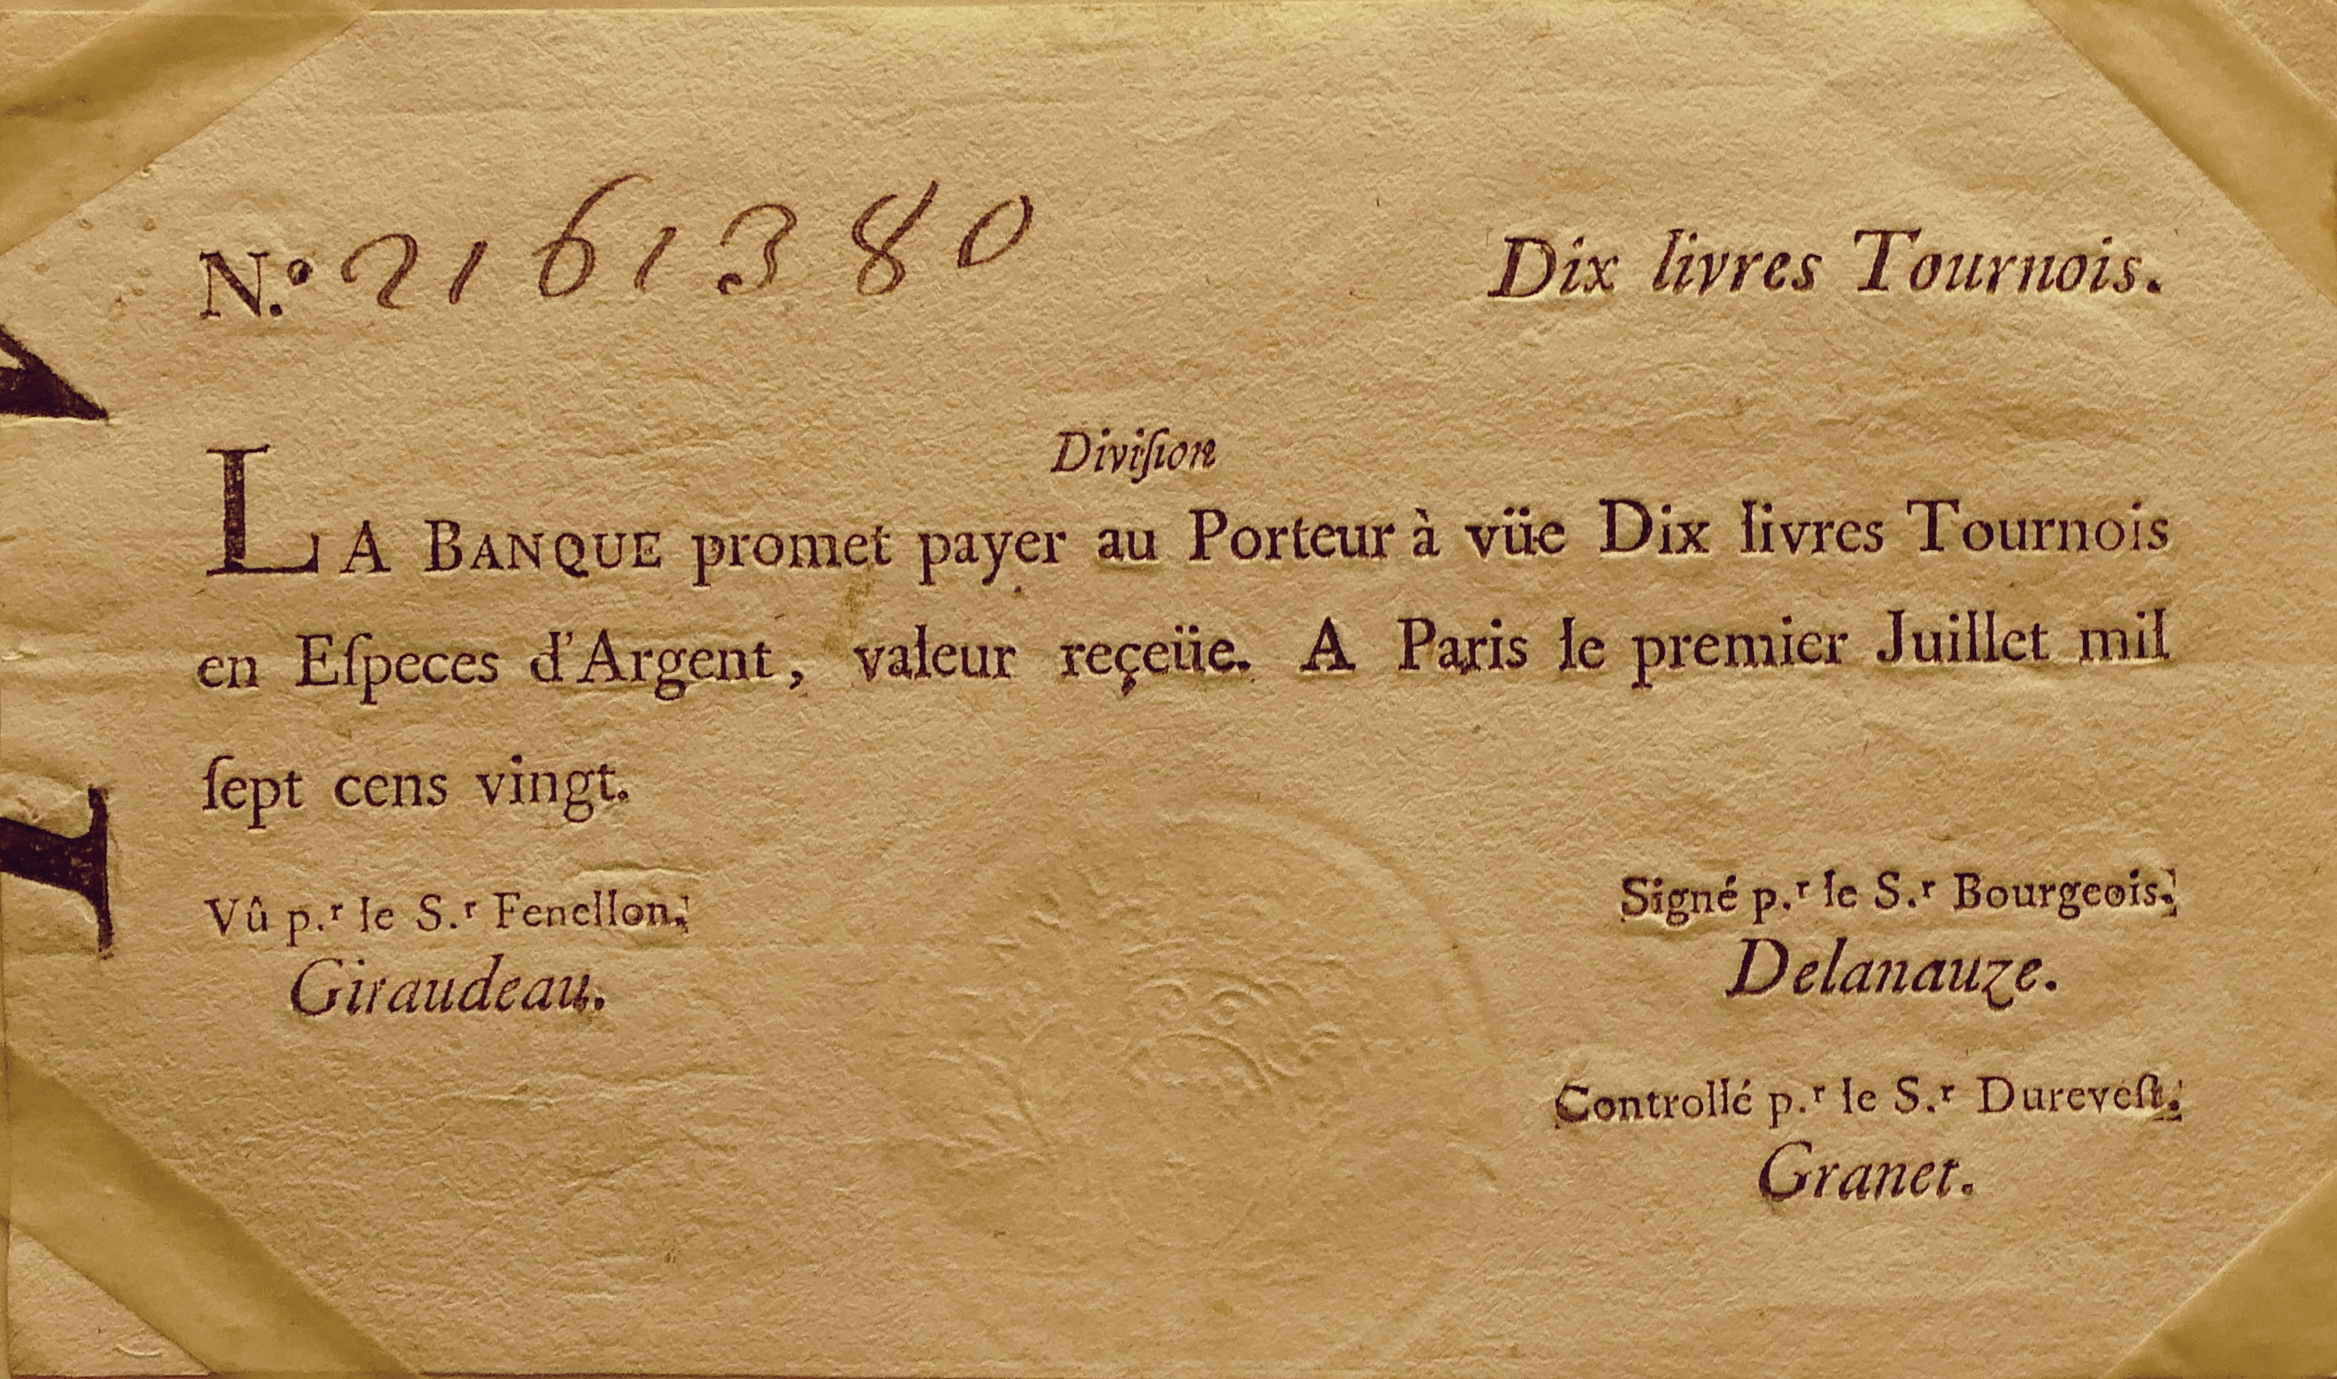 N.º 2161380 Dix livres Tournois.
Diviſion
LA BANQUE promet payer au Porteur à vüe Dix livres Tournois
en Eſpeces d'Argent, valeur reçeüe. A Paris le premier Juillet mil
ſept cens vingt.
Vû p.ʳ le S.ʳ Fenellon.
Giraudeau.
Signé p.ʳ le S.ʳ Bourgeois.
Delanauze.
Controllé p.ʳ le S.ʳ Dureveſt.
Granet.